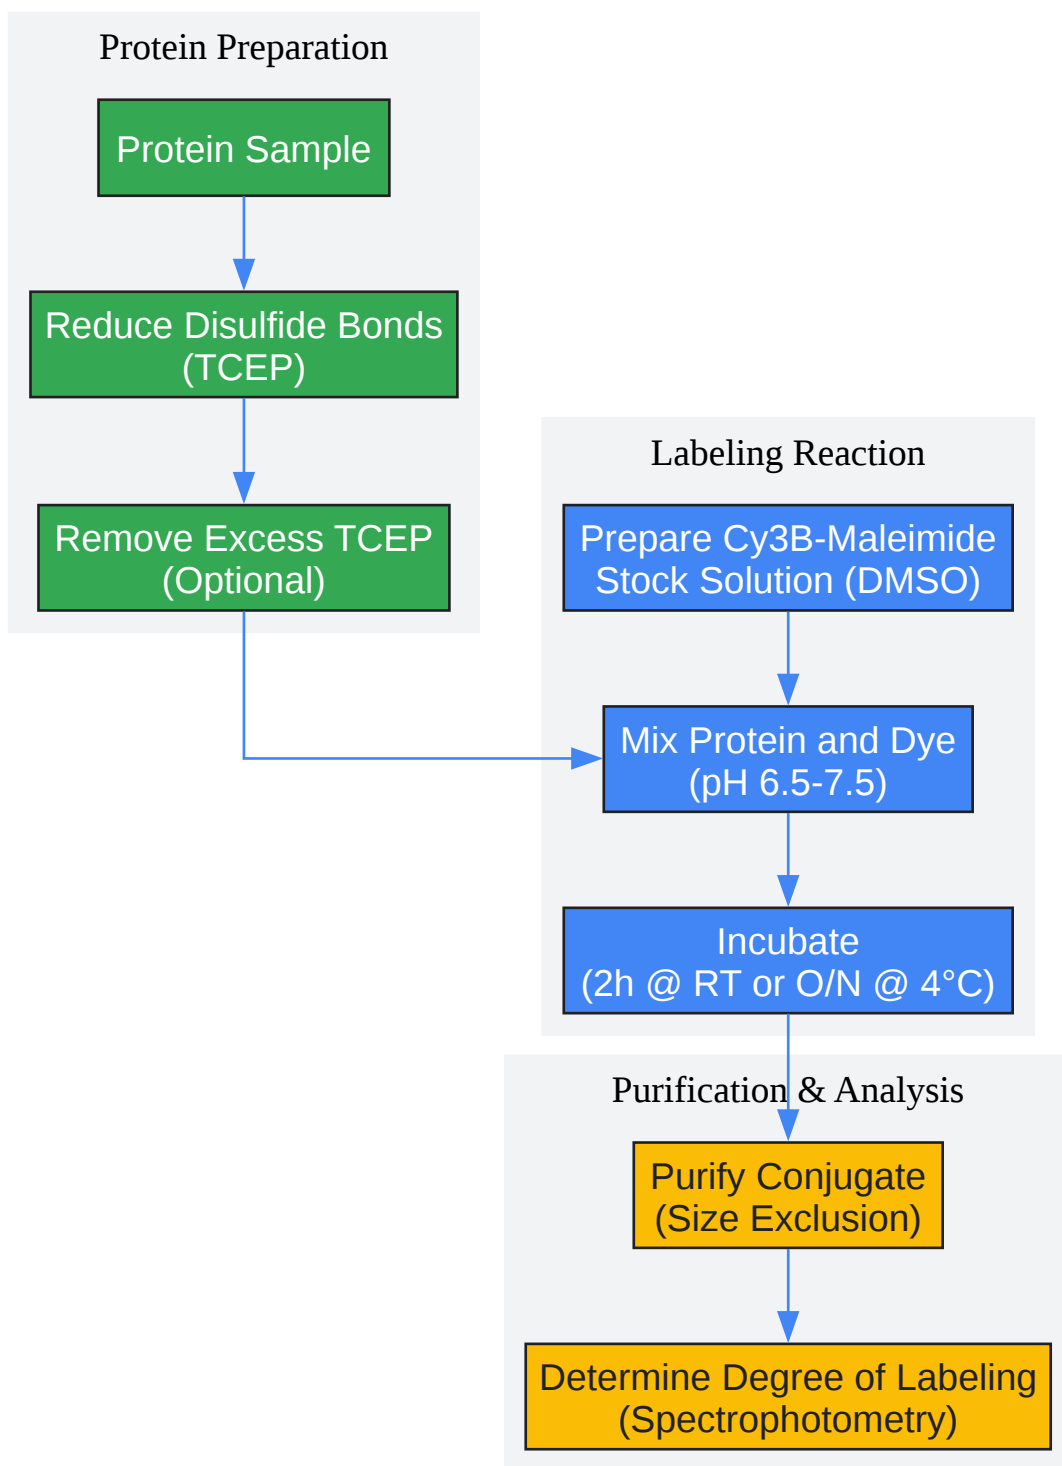 Protein Preparation
Protein Sample
Reduce Disulfide Bonds
(TCEP)
Remove Excess TCEP
(Optional)
Labeling Reaction
Prepare Cy3B-Maleimide
Stock Solution (DMSO)
Mix Protein and Dye
(pH 6.5-7.5)
Incubate
(2h @ RT or O/N @ 4°C)
Purification & Analysis
Purify Conjugate
(Size Exclusion)
Determine Degree of Labeling
(Spectrophotometry)